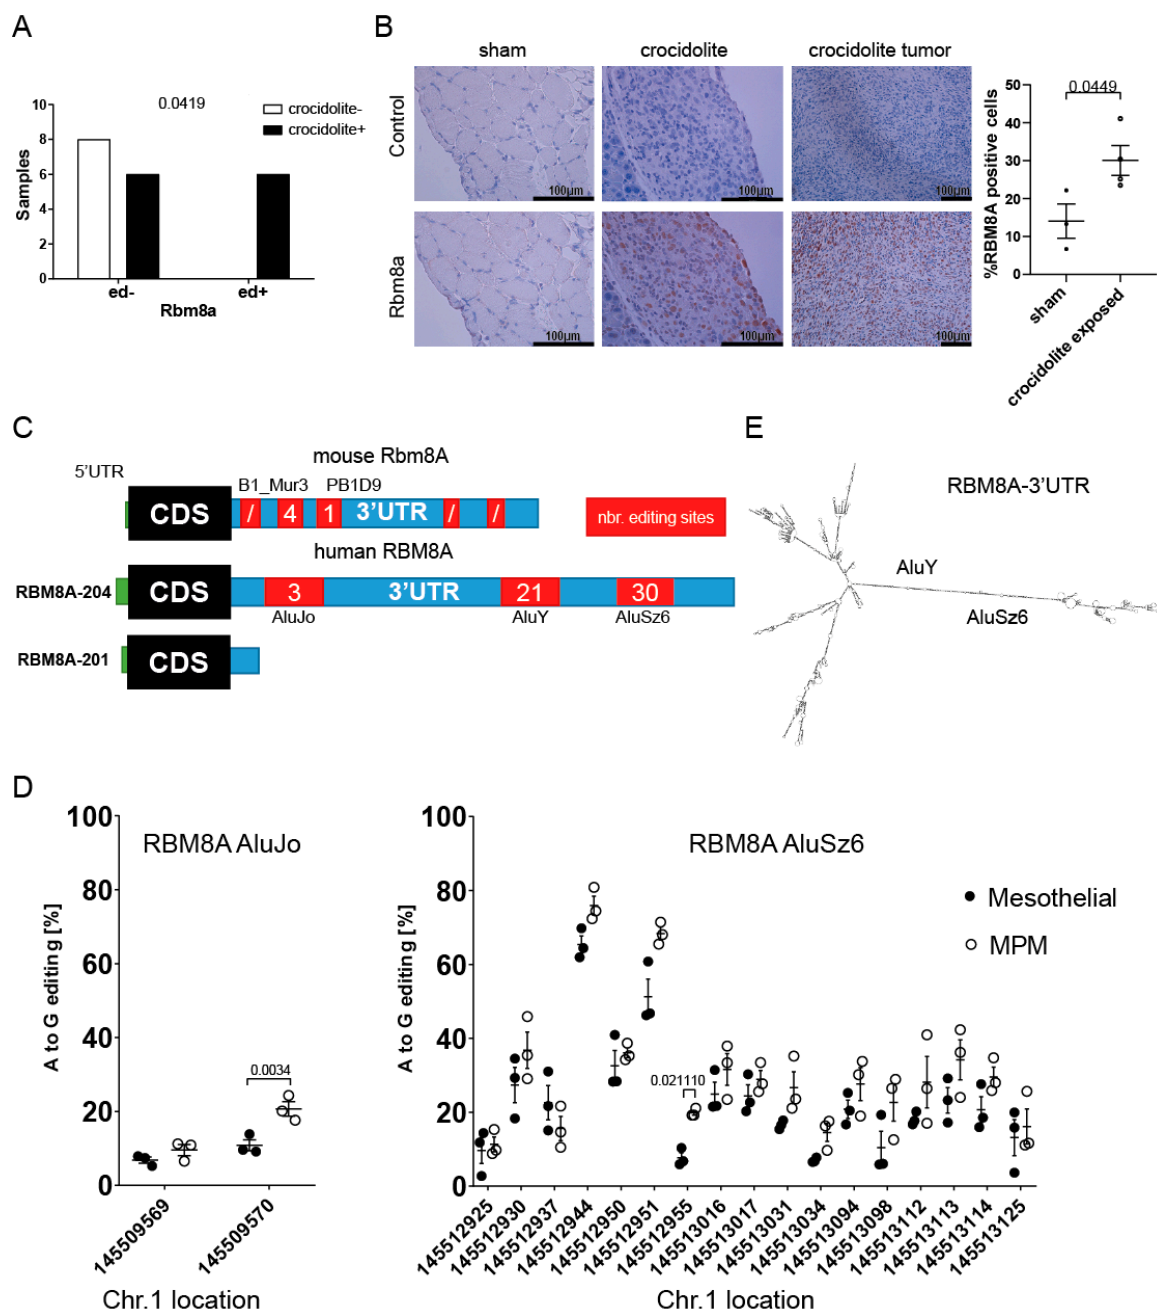 A
10
8
6
4
2
0
Samples
0.0419
crocidolite-
crocidolite+
ed-
ed+
Rbm8a
B
sham
crocidolite
crocidolite tumor
Control
100µm
100µm
100µm
Rbm8a
100µm
100µm
100µm
%RBM8A positive cells
50
40
30
20
10
0
0.0449
sham
crocidolite exposed
C
mouse Rbm8A
5'UTR
B1_Mur3
PB1D9
CDS
/
4
1
3'UTR
/
/
nbr. editing sites
human RBM8A
RBM8A-204
CDS
3
3'UTR
21
30
AluJo
AluY
AluSz6
RBM8A-201
CDS
E
RBM8A-3'UTR
AluY
AluSz6
D
100
80
60
40
20
0
A to G editing [%]
RBM8A AluJo
0.0034
145509569
145509570
Chr.1 location
100
80
60
40
20
0
A to G editing [%]
RBM8A AluSz6
Mesothelial
MPM
0.021110
145512925
145512930
145512937
145512944
145512950
145512951
145512955
145513016
145513017
145513031
145513034
145513094
145513098
145513112
145513113
145513114
145513125
Chr.1 location